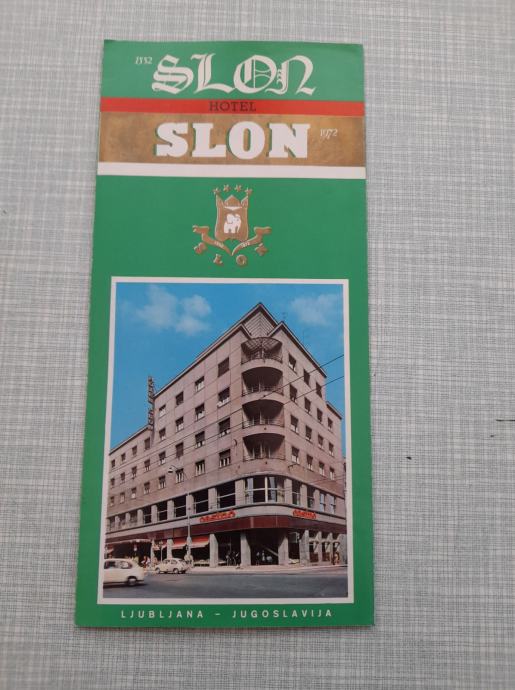 1552 SLON
HOTEL
SLON 1972
SLON
LJUBLJANA – JUGOSLAVIJA